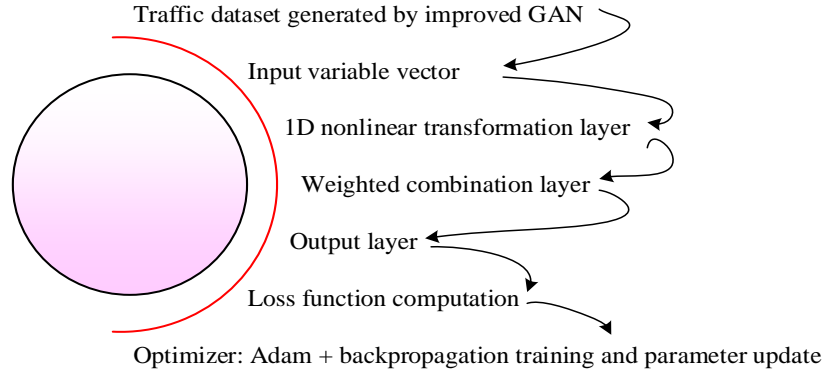 Traffic dataset generated by improved GAN
Input variable vector
1D nonlinear transformation layer
Weighted combination layer
Output layer
Loss function computation
Optimizer: Adam + backpropagation training and parameter update